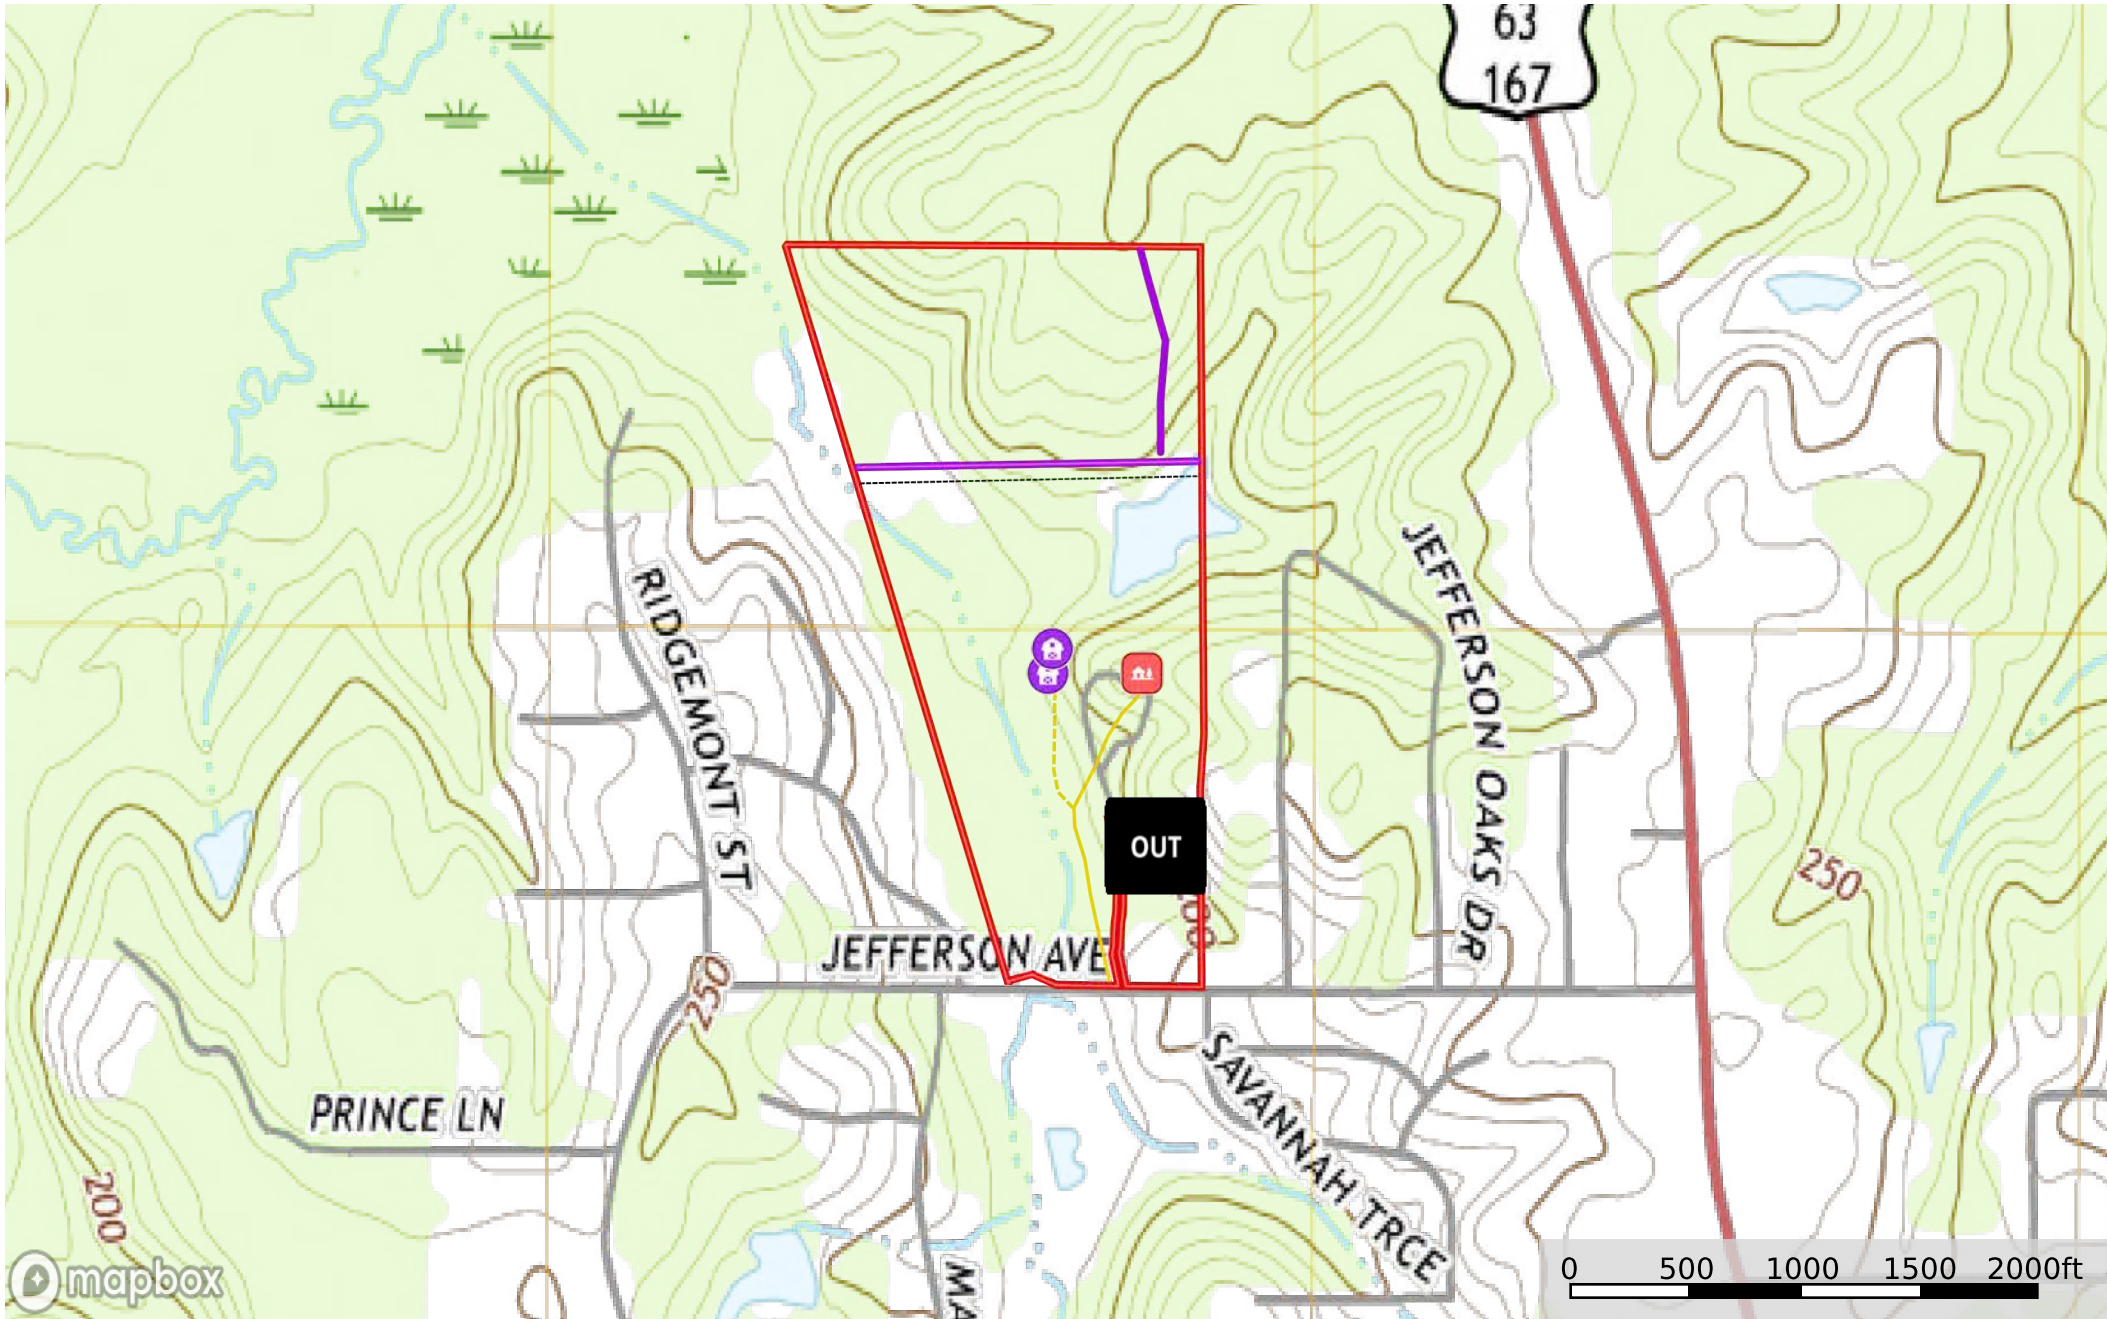 63
167
JEFFERSON OAKS DR
RIDGEMONT ST
OUT
250
JEFFERSON AVE
250
SAVANNAH TRCE
PRINCE LN
200
MA
mapbox
0 500 1000 1500 2000ft